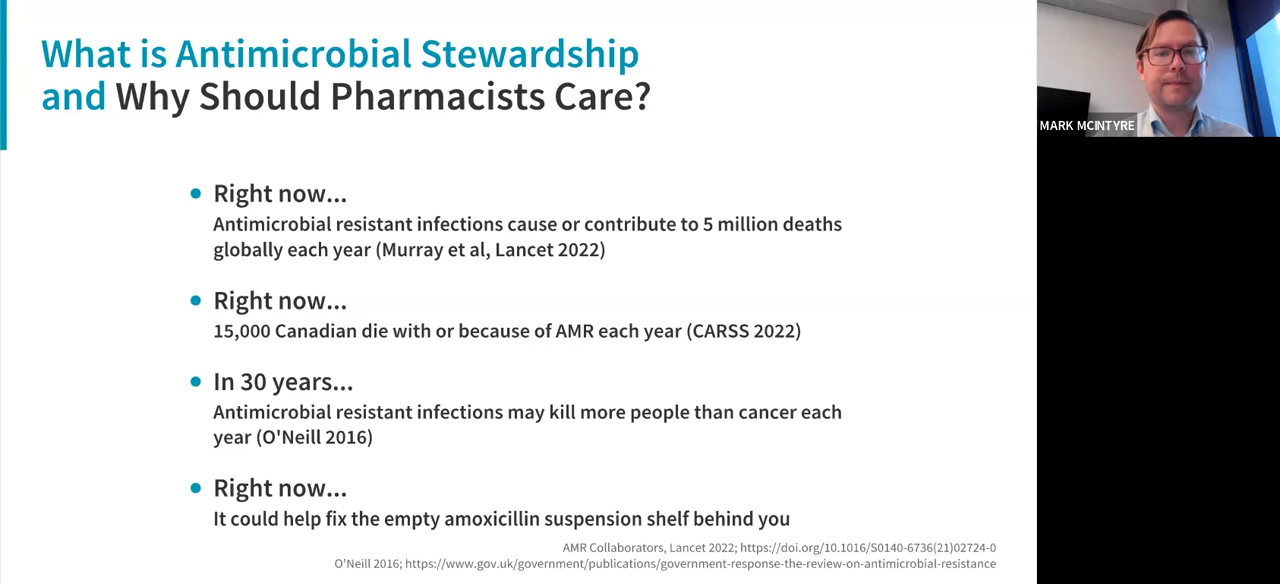 What is Antimicrobial Stewardship
and Why Should Pharmacists Care?
MARK MCINTYRE
Right now...
Antimicrobial resistant infections cause or contribute to 5 million deaths
globally each year (Murray et al, Lancet 2022)
Right now...
15,000 Canadian die with or because of AMR each year (CARSS 2022)
In 30 years...
Antimicrobial resistant infections may kill more people than cancer each
year (O'Neill 2016)
Right now...
It could help fix the empty amoxicillin suspension shelf behind you
AMR Collaborators, Lancet 2022; https://doi.org/10.1016/S0140-6736(21)02724-0
O'Neill 2016; https://www.gov.uk/government/publications/government-response-the-review-on-antimicrobial-resistance